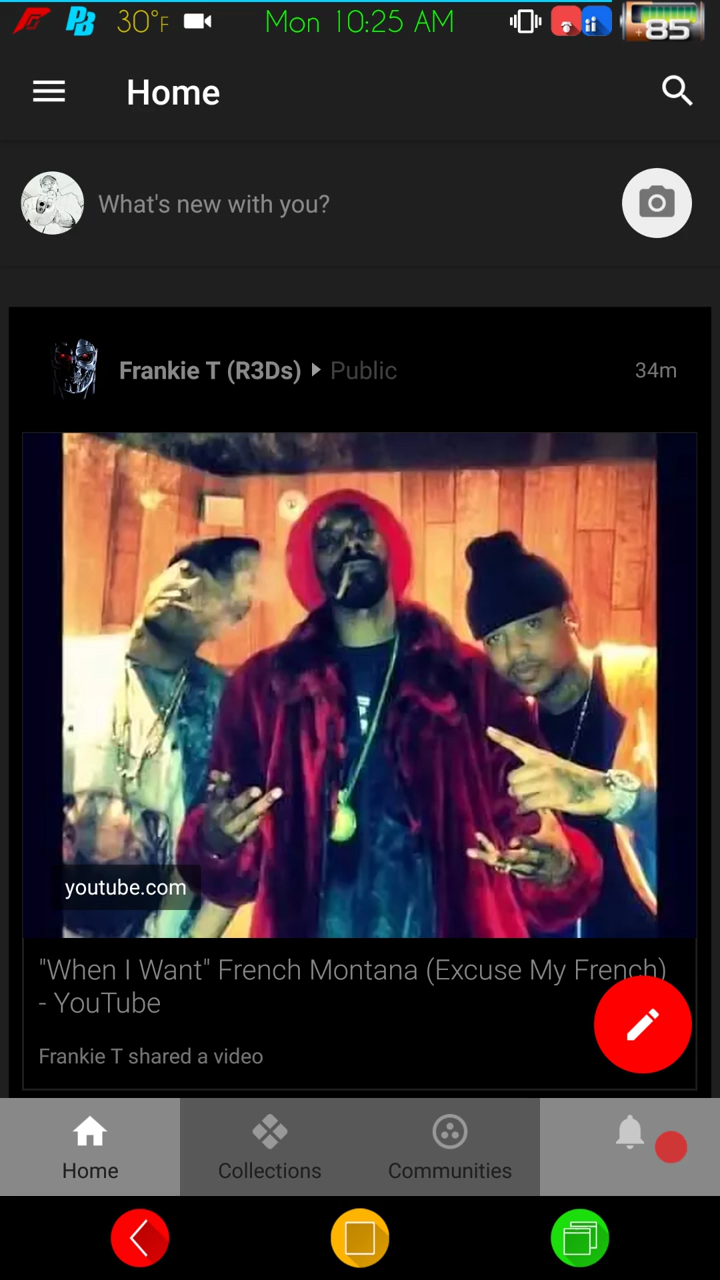 30°F
Mon 10:25 AM
85
Home
What's new with you?
Frankie T (R3Ds) Public
34m
youtube.com
"When I Want" French Montana (Excuse My French)
- YouTube
Frankie T shared a video
Home
Collections
Communities